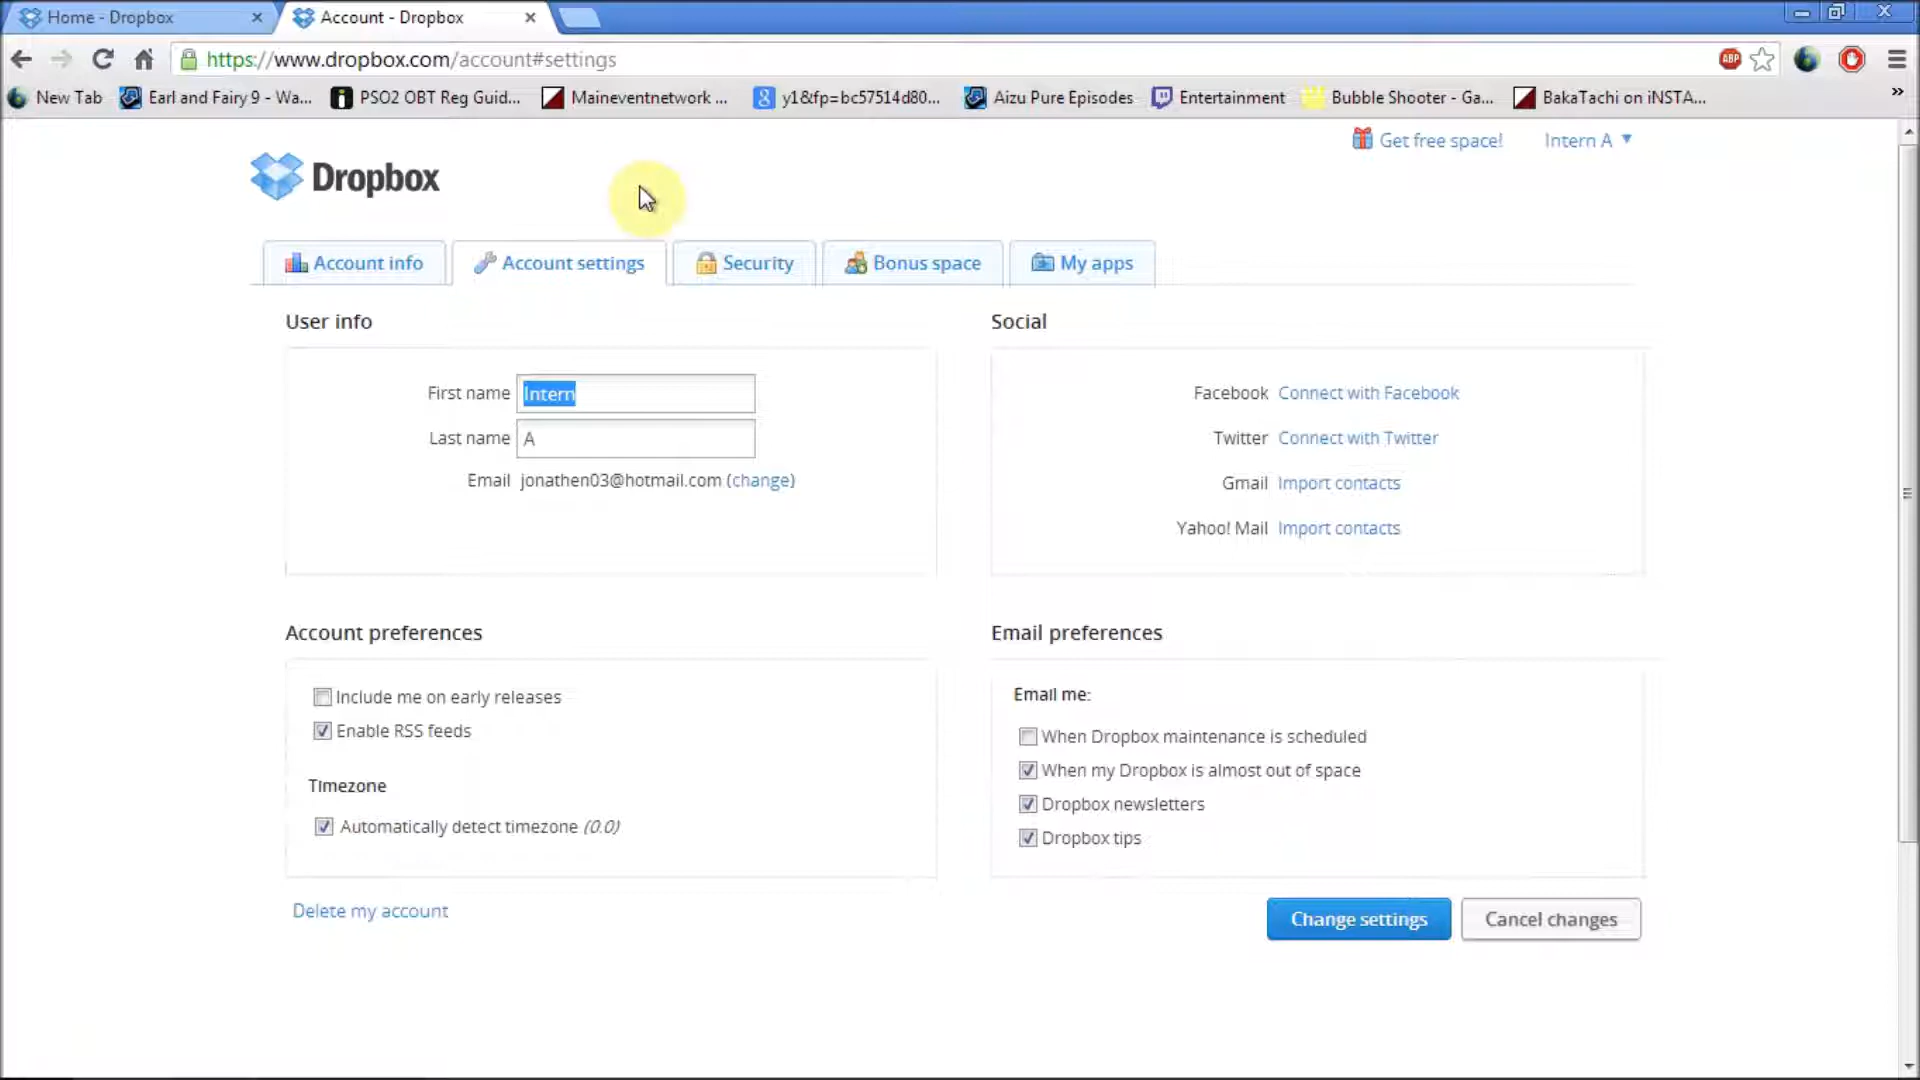 Home - Dropbox
Account - Dropbox
https://www.dropbox.com/account#settings
ABP
New Tab
Earl and Fairy 9 - Wa...
PSO2 OBT Reg Guid...
Maineventnetwork ...
y1&fp=bc57514d80...
Aizu Pure Episodes
Entertainment
Bubble Shooter - Ga...
BakaTachi on iNSTA...
»
Get free space!
Intern A
Dropbox
Account info
Account settings
Security
Bonus space
My apps
User info
First name Intern
Last name A
Email jonathen03@hotmail.com (change)
Social
Facebook Connect with Facebook
Twitter Connect with Twitter
Gmail Import contacts
Yahoo! Mail Import contacts
Account preferences
Include me on early releases
Enable RSS feeds
Timezone
Automatically detect timezone (0.0)
Email preferences
Email me:
When Dropbox maintenance is scheduled
When my Dropbox is almost out of space
Dropbox newsletters
Dropbox tips
Delete my account
Change settings
Cancel changes